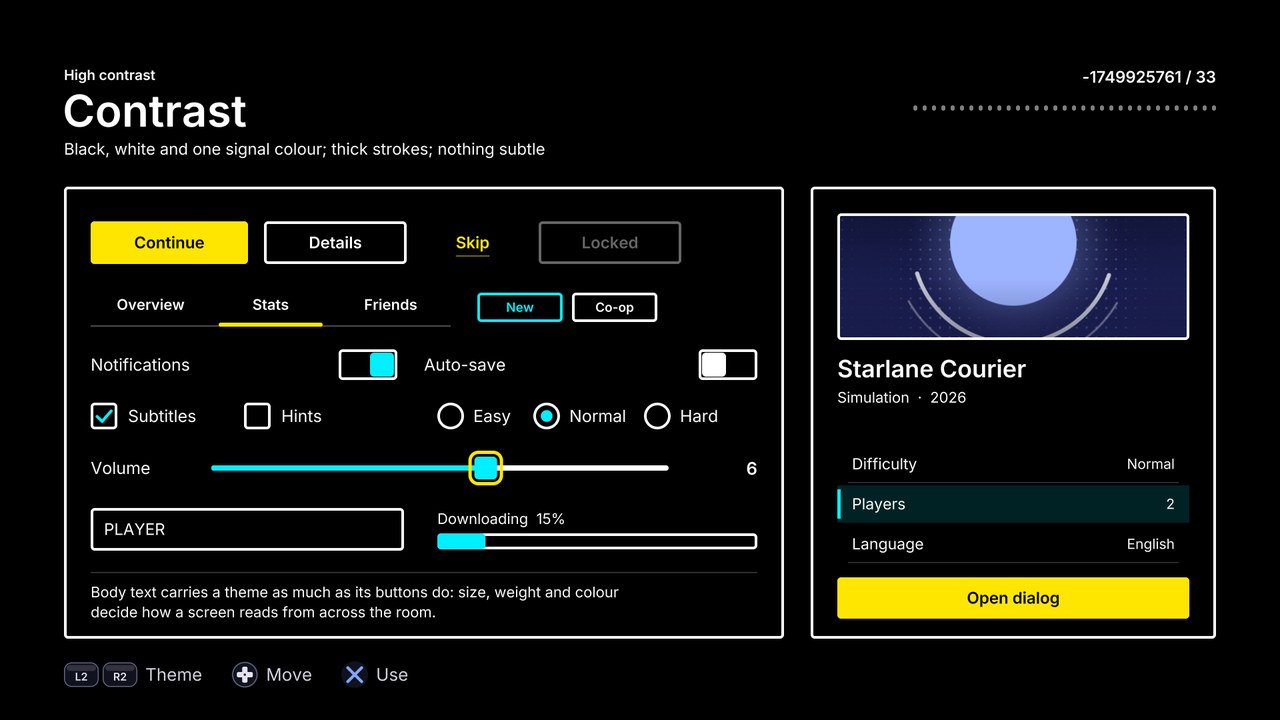 High contrast
Contrast
Black, white and one signal colour; thick strokes; nothing subtle
-1749925761 / 33
Continue
Details
Skip
Locked
Overview
Stats
Friends
New
Co-op
Notifications
Auto-save
Subtitles
Hints
Easy
Normal
Hard
Volume
6
PLAYER
Downloading 15%
Body text carries a theme as much as its buttons do: size, weight and colour
decide how a screen reads from across the room.
Starlane Courier
Simulation · 2026
Difficulty
Normal
Players
2
Language
English
Open dialog
L2
R2
Theme
Move
Use